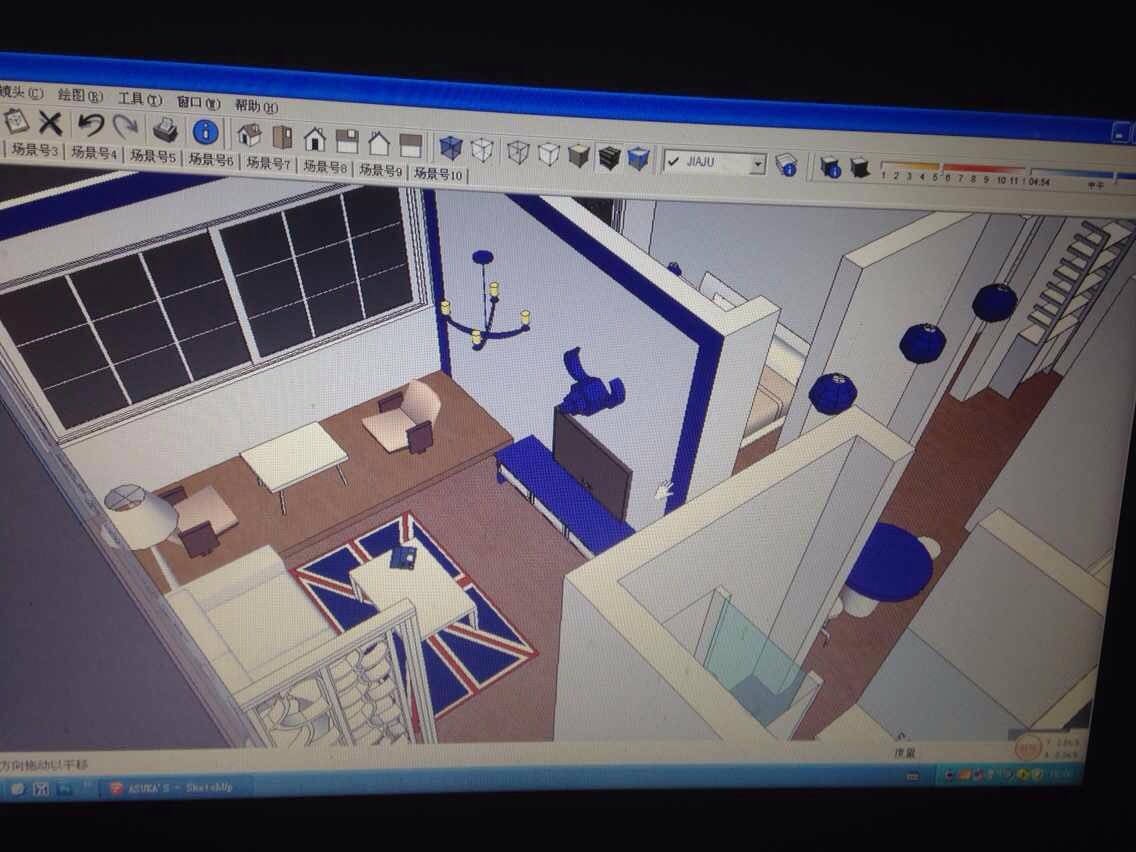 镜头(C) 绘图(R) 工具(T) 窗口(W) 帮助(H)
场景号3 场景号4 场景号5 场景号6 场景号7 场景号8 场景号9 场景号10
JIAJU
1 2 3 4 5 6 7 8 9 10 11 04:54 中午
度量
方向拖动以平移
ASUKA'S - SketchUp